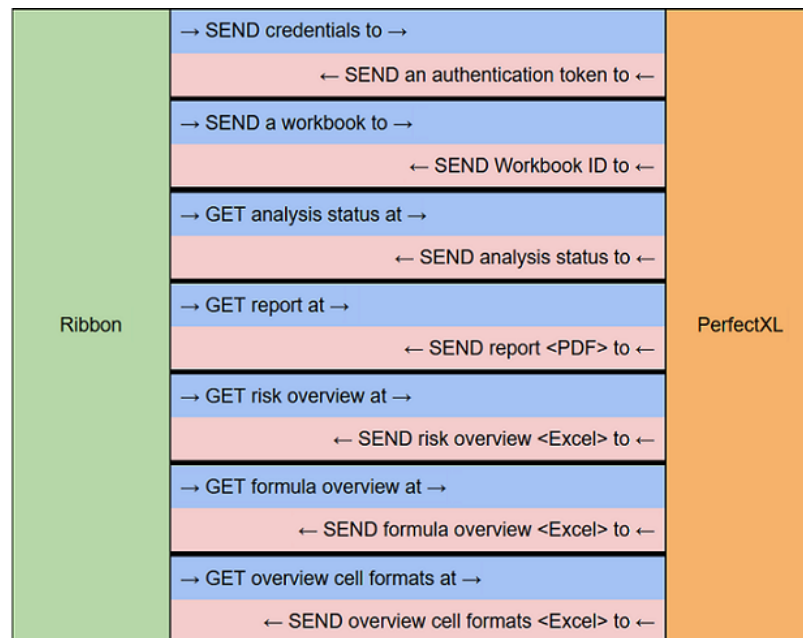 → SEND credentials to →
← SEND an authentication token to ←
→ SEND a workbook to →
← SEND Workbook ID to ←
→ GET analysis status at →
← SEND analysis status to ←
→ GET report at →
Ribbon
PerfectXL
← SEND report <PDF> to ←
→ GET risk overview at →
← SEND risk overview <Excel> to ←
→ GET formula overview at →
← SEND formula overview <Excel> to ←
→ GET overview cell formats at →
← SEND overview cell formats <Excel> to ←